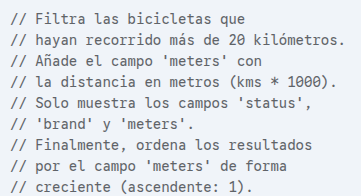 // Filtra las bicicletas que
// hayan recorrido más de 20 kilómetros.
// Añade el campo 'meters' con
// la distancia en metros (kms * 1000).
// Solo muestra los campos 'status',
// 'brand' y 'meters'.
// Finalmente, ordena los resultados
// por el campo 'meters' de forma
// creciente (ascendente: 1).